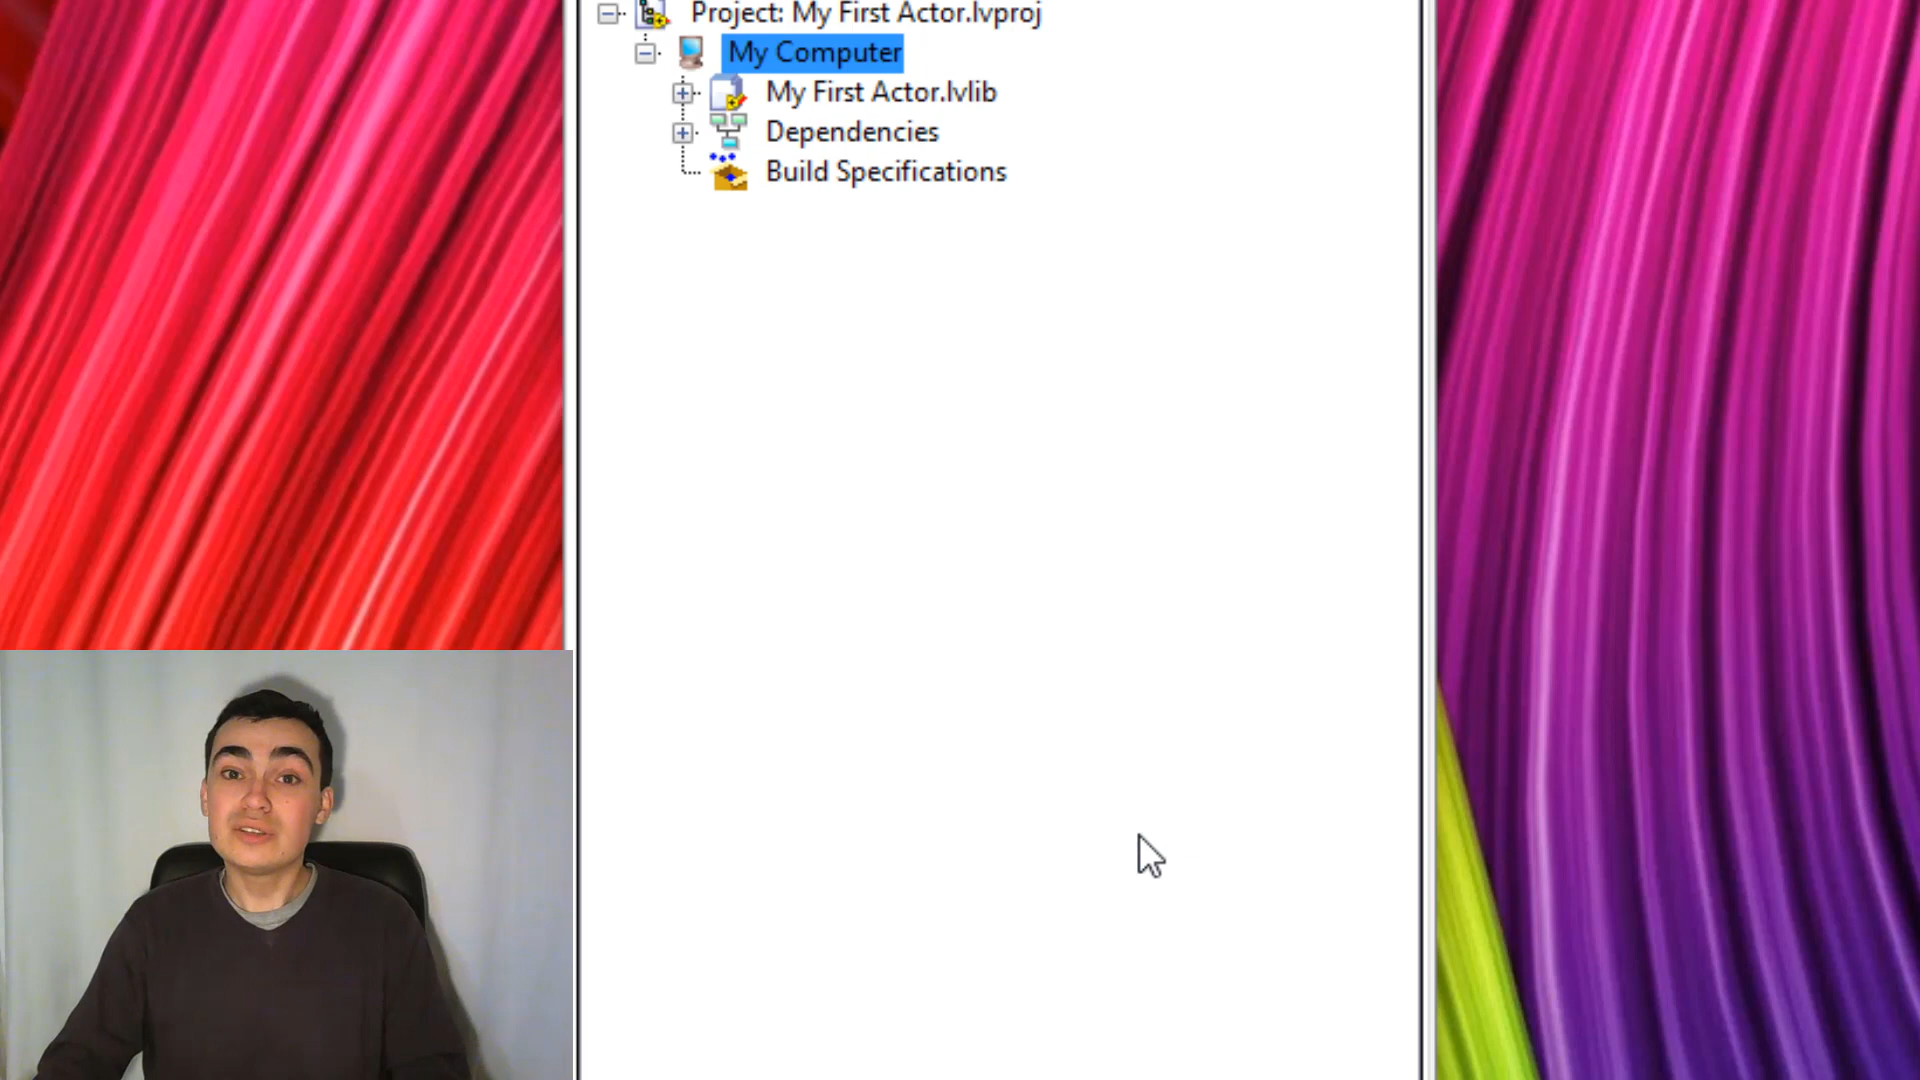 Project: My First Actor.lvproj
My Computer
My First Actor.lvlib
Dependencies
Build Specifications